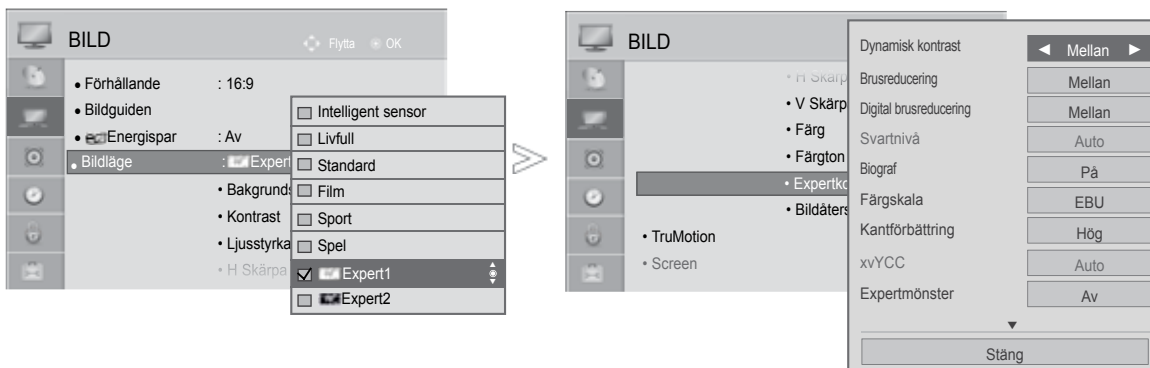 BILD
Flytta OK
• Förhållande : 16:9
• Bildguiden
• Energispar : Av
• Bildläge : Expert
• Bakgrunds
• Kontrast
• Ljusstyrka
• H Skärpa
Intelligent sensor
Livfull
Standard
Film
Sport
Spel
Expert1
Expert2
BILD
• H Skärp
• V Skärp
• Färg
• Färgton
• Expertko
• Bildåters
• TruMotion
• Screen
Dynamisk kontrast ◄ Mellan ►
Brusreducering Mellan
Digital brusreducering Mellan
Svartnivå Auto
Biograf På
Färgskala EBU
Kantförbättring Hög
xvYCC Auto
Expertmönster Av
▼
Stäng